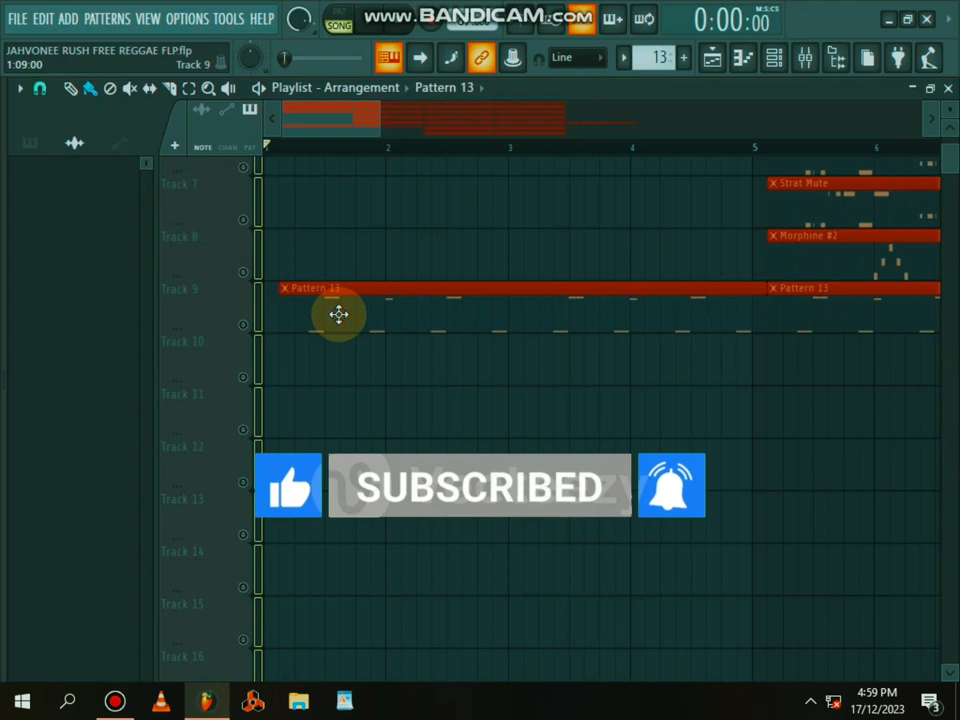 FILE EDIT ADD PATTERNS VIEW OPTIONS TOOLS HELP
SONG
www.BANDICAM.com
0:00:00
M:S:CS
JAHVONEE RUSH FREE REGGAE FLP.flp
1:09:00
Track 9
Line
13
Playlist - Arrangement
Pattern 13
NOTE
CHAN
PAT
2
3
4
5
6
Track 7
Strat Mute
Track 8
Morphine #2
Track 9
Pattern 13
Pattern 13
Track 10
Track 11
Track 12
SUBSCRIBED
Track 13
Track 14
Track 15
Track 16
4:59 PM
17/12/2023
3